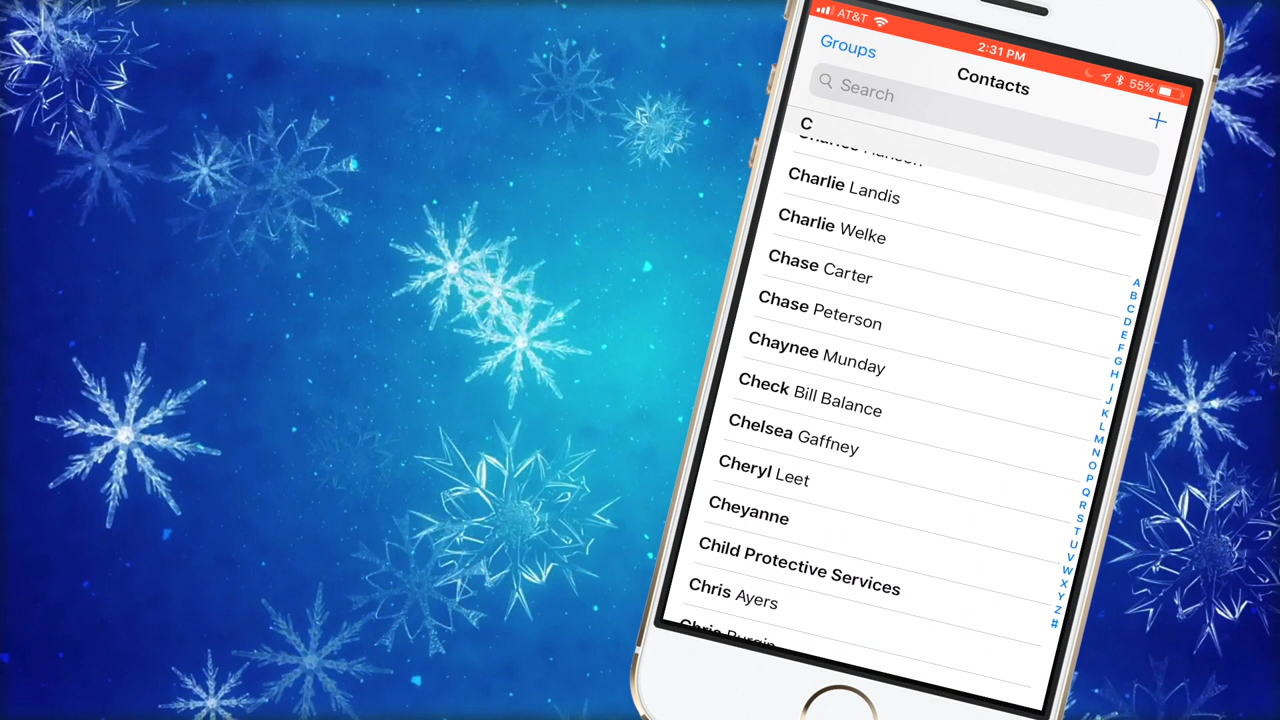 AT&T
2:31 PM
55%
Groups
Contacts
+
Search
C
Charlie Landis
Charlie Welke
Chase Carter
Chase Peterson
Chaynee Munday
Check Bill Balance
Chelsea Gaffney
Cheryl Leet
Cheyanne
Child Protective Services
Chris Ayers
A
B
C
D
E
F
G
H
I
J
K
L
M
N
O
P
Q
R
S
T
U
V
W
X
Y
Z
#